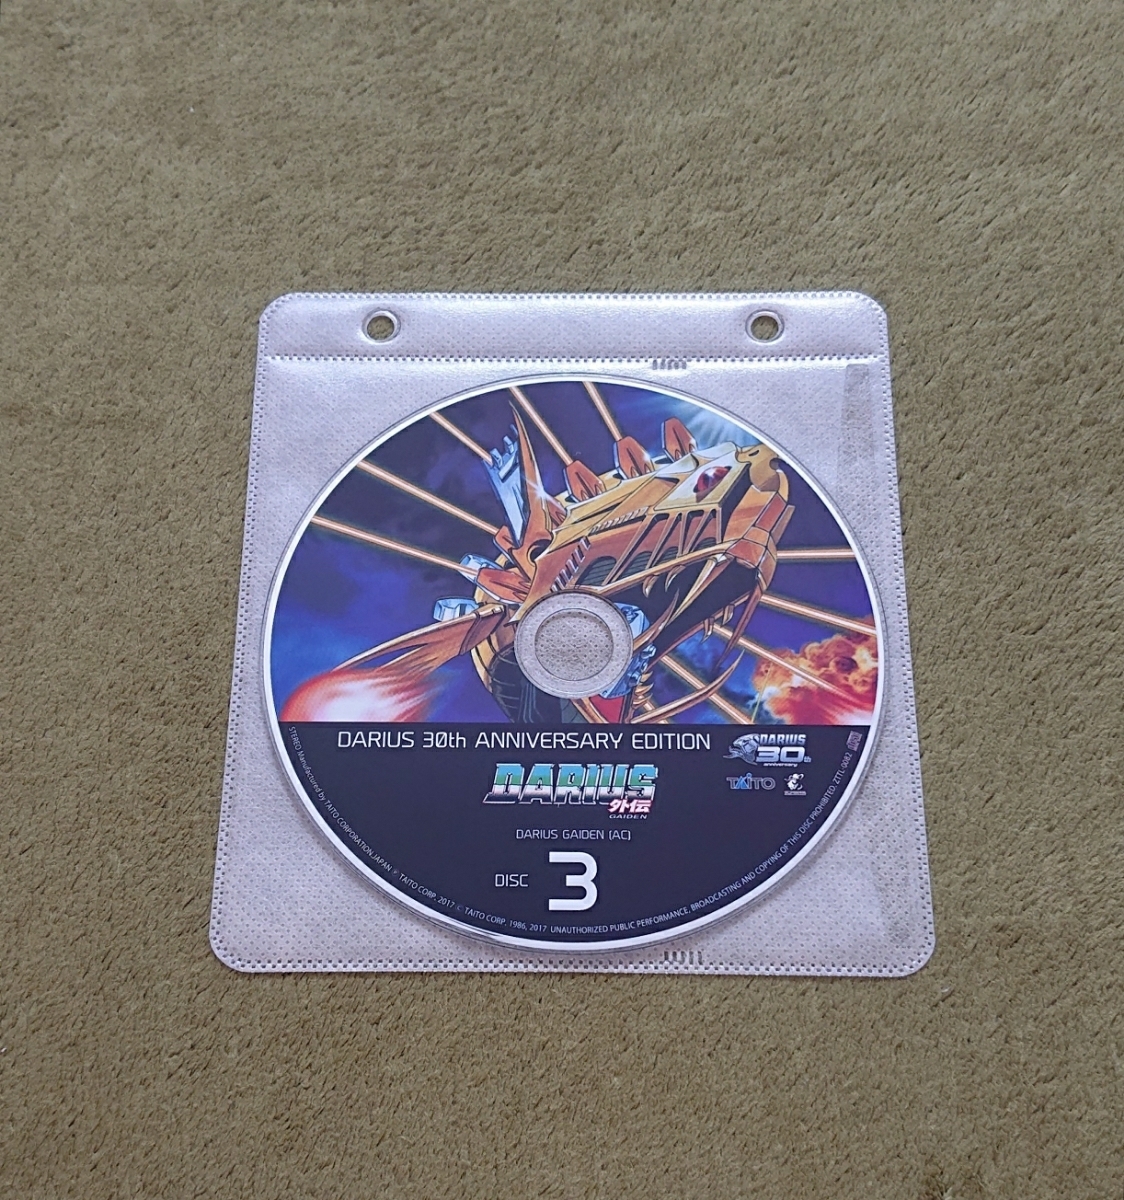 DARIUS 30th ANNIVERSARY EDITION
DARIUS
30th
anniversary
DARIUS
外伝
GAIDEN
TAITO
DARIUS GAIDEN (AC)
DISC 3
STEREO Manufactured by TAITO CORPORATION, JAPAN ℗ TAITO CORP. 2017 © TAITO CORP. 1986, 2017 UNAUTHORIZED PUBLIC PERFORMANCE, BROADCASTING AND COPYING OF THIS DISC PROHIBITED. ZTTL-0082